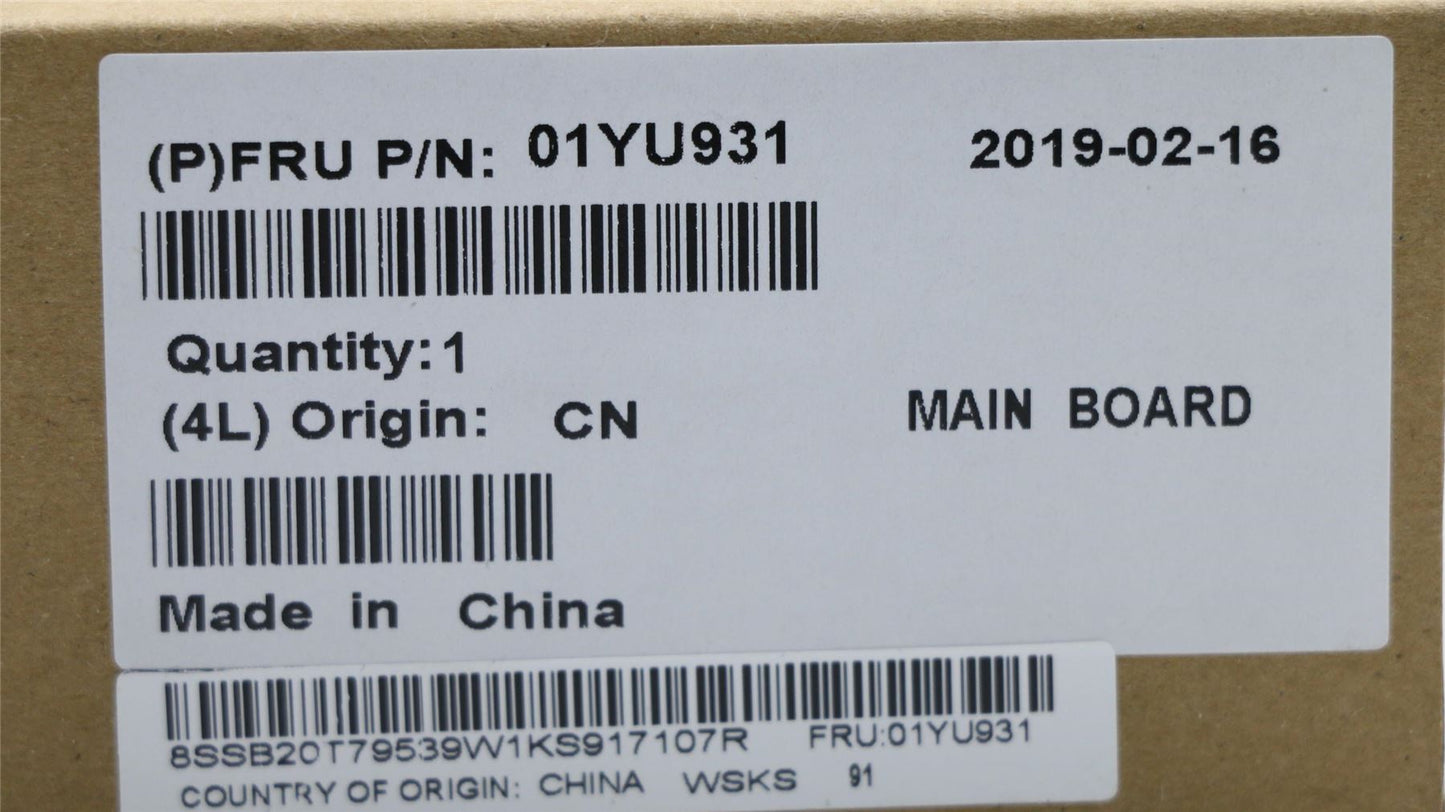 (P)FRU P/N: 01YU931 2019-02-16
Quantity:1
(4L) Origin: CN MAIN BOARD
Made in China
8SSB20T79539W1KS917107R FRU:01YU931
COUNTRY OF ORIGIN: CHINA WSKS 91